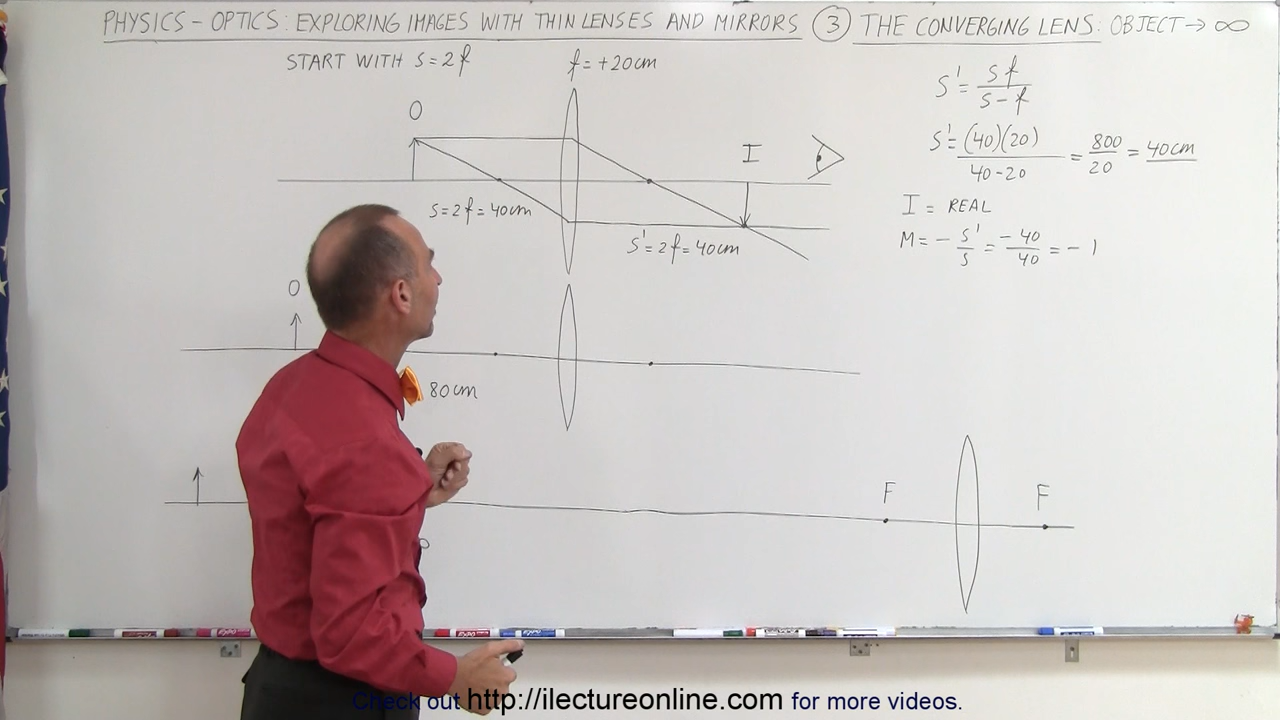 PHYSICS – OPTICS: EXPLORING IMAGES WITH THIN LENSES AND MIRRORS ③ THE CONVERGING LENS: OBJECT → ∞
START WITH S=2f
f=+20cm
O
I
S=2f=40cm
S'=2f=40cm
S' = Sf / S-f
S' = (40)(20) / 40-20 = 800 / 20 = 40cm
I = REAL
M = - S' / S = -40 / 40 = -1
O
80cm
F
F
EXPO
EXPO
Check out http://ilectureonline.com for more videos.